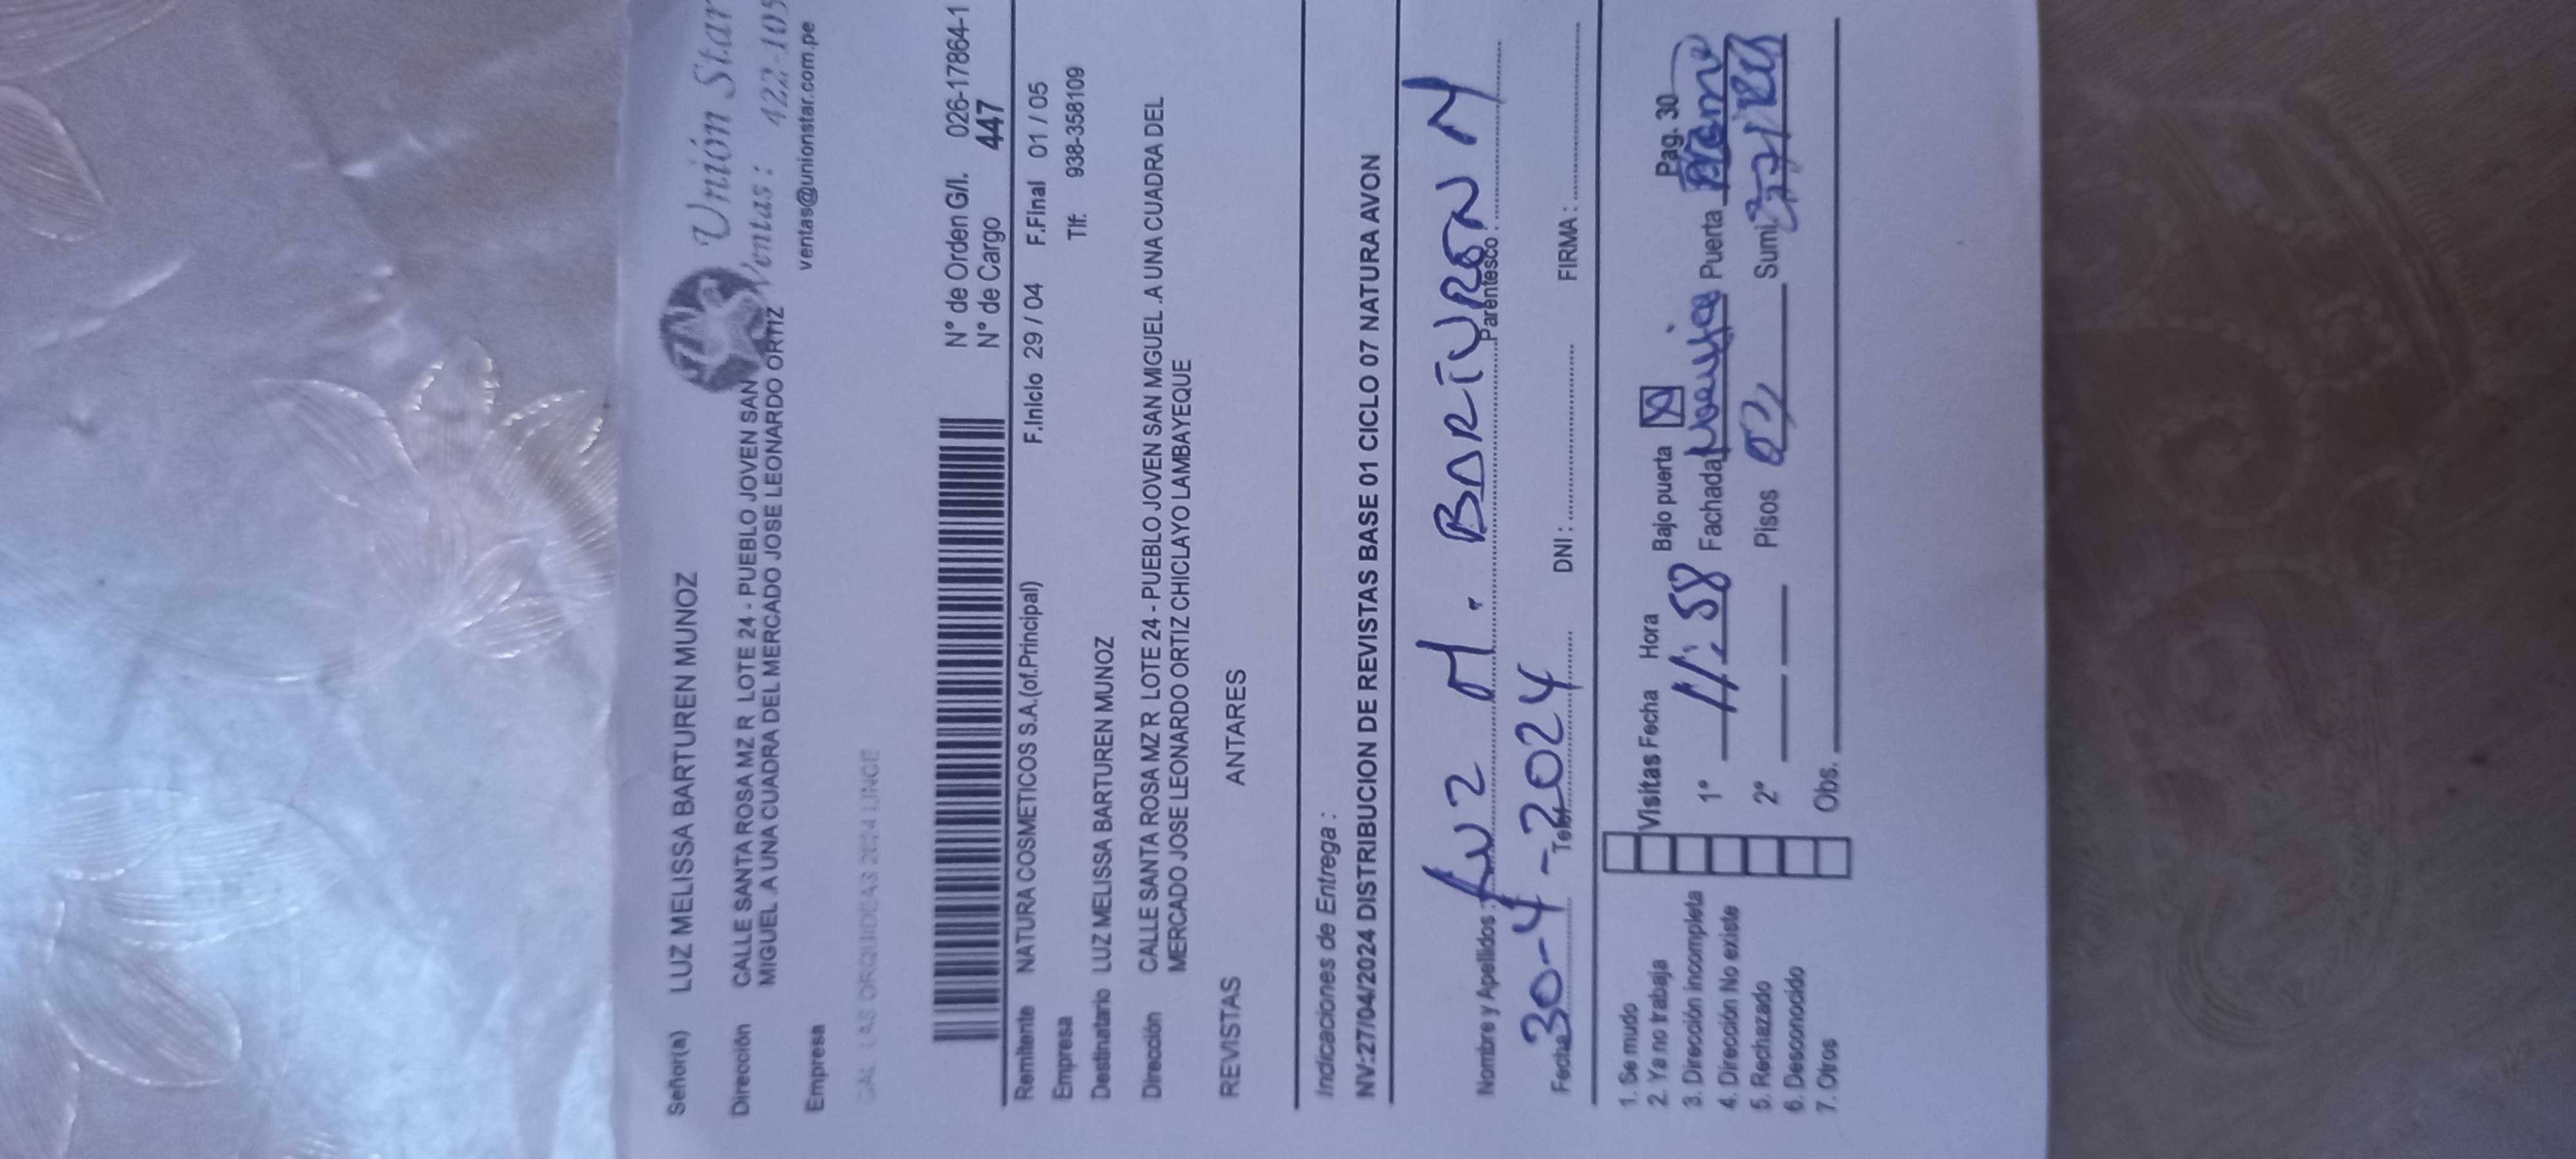 Señor(a) LUZ MELISSA BARTUREN MUNOZ
Unión Star
Dirección CALLE SANTA ROSA MZ R LOTE 24 - PUEBLO JOVEN SAN
MIGUEL .A UNA CUADRA DEL MERCADO JOSE LEONARDO ORTIZ
Ventas: 422-105
ventas@unionstar.com.pe
Empresa
CAL LAS ORQUIDEAS 2624 LINCE
N° de Orden G/I. 026-17864-1
N° de Cargo 447
Remitente NATURA COSMETICOS S.A.(of.Principal) F.Inicio 29 / 04 F.Final 01 / 05
Empresa Tlf: 938-358109
Destinatario LUZ MELISSA BARTUREN MUNOZ
Dirección CALLE SANTA ROSA MZ R LOTE 24 - PUEBLO JOVEN SAN MIGUEL .A UNA CUADRA DEL
MERCADO JOSE LEONARDO ORTIZ CHICLAYO LAMBAYEQUE
REVISTAS ANTARES
Indicaciones de Entrega :
NV:27/04/2024 DISTRIBUCION DE REVISTAS BASE 01 CICLO 07 NATURA AVON
Nombre y Apellidos : Luz M. BARTUREN M Parentesco
Fecha 30-4-2024 Telf. DNI : FIRMA :
1. Se mudo
2. Ya no trabaja
3. Dirección incompleta
4. Dirección No existe
5. Rechazado
6. Desconocido
7. Otros
Visitas Fecha Hora Bajo puerta Pag. 30
1° 11:58 Fachada Puerta
2° Pisos 03 Sumi
Obs.